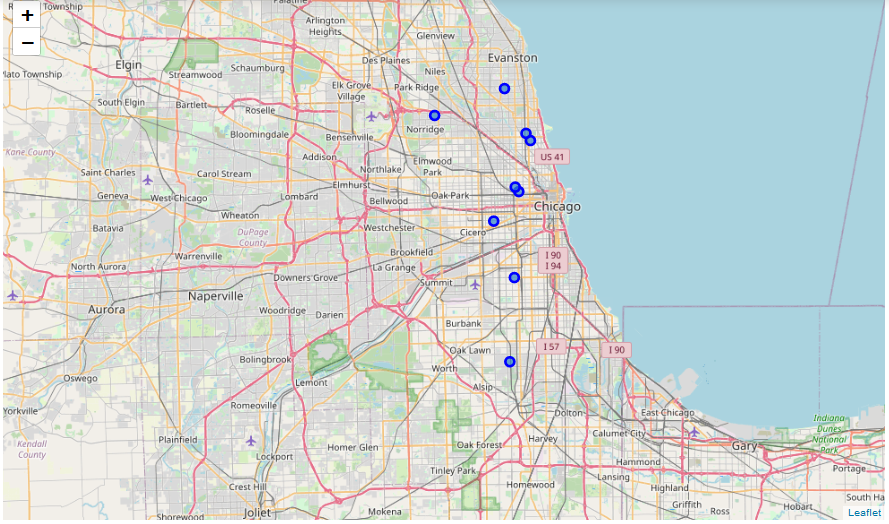 Township
Palatine
Arlington
Heights
Glenview
Evanston
+
−
Elgin
Des Plaines
Plato Township
Streamwood
Schaumburg
Niles
Elk Grove
Village
Park Ridge
South Elgin
Bartlett
Roselle
Norridge
Bloomingdale
Bensenville
Kane County
Addison
US 41
Elmwood
Park
Saint Charles
Carol Stream
Northlake
Elmhurst
Geneva
West Chicago
Lombard
Oak Park
Bellwood
Chicago
Wheaton
Batavia
DuPage
County
Westchester
Cicero
Brookfield
I 90
I 94
Warrenville
North Aurora
La Grange
Downers Grove
Summit
Naperville
Aurora
Woodridge
Darien
Burbank
I 57
I 90
Oak Lawn
Bolingbrook
Worth
Oswego
Lemont
Alsip
Yorkville
Romeoville
Dolton
East Chicago
Indiana
Dunes
National
Park
Plainfield
Calumet City
Kendall
County
Homer Glen
Oak Forest
Harvey
Gary
Lockport
Hammond
Portage
Tinley Park
Lansing
Crest Hill
Homewood
Highland
South Ha
Griffith
Hobart
Joliet
Mokena
Ross
Shorewood
Leaflet